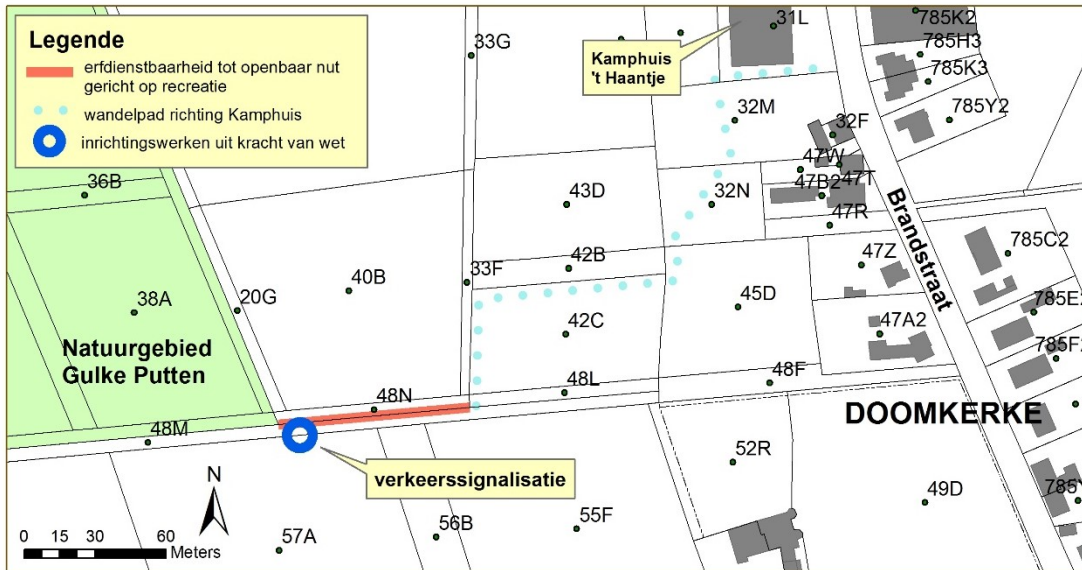 Legende
erfdienstbaarheid tot openbaar nut
gericht op recreatie
wandelpad richting Kamphuis
inrichtingswerken uit kracht van wet
33G
Kamphuis
't Haantje
31L
785K2
785H3
785K3
785Y2
32M
32F
47W
47T
47B2
36B
43D
32N
47R
Brandstraat
42B
47Z
785C2
33F
40B
38A
20G
45D
785E2
42C
47A2
785F2
Natuurgebied
Gulke Putten
48N
48L
48F
DOOMKERKE
48M
52R
verkeerssignalisatie
49D
785Y
N
55F
56B
57A
0 15 30 60
Meters